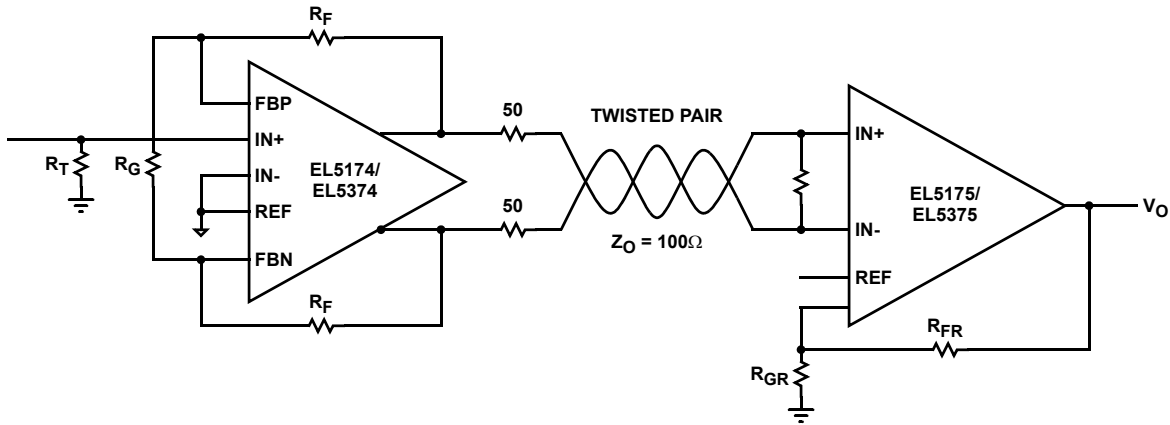 RF
50
TWISTED PAIR
FBP
IN+
IN+
RT
RG
EL5174/
EL5374
IN-
EL5175/
EL5375
VO
REF
50
IN-
ZO = 100Ω
FBN
REF
RF
RFR
RGR